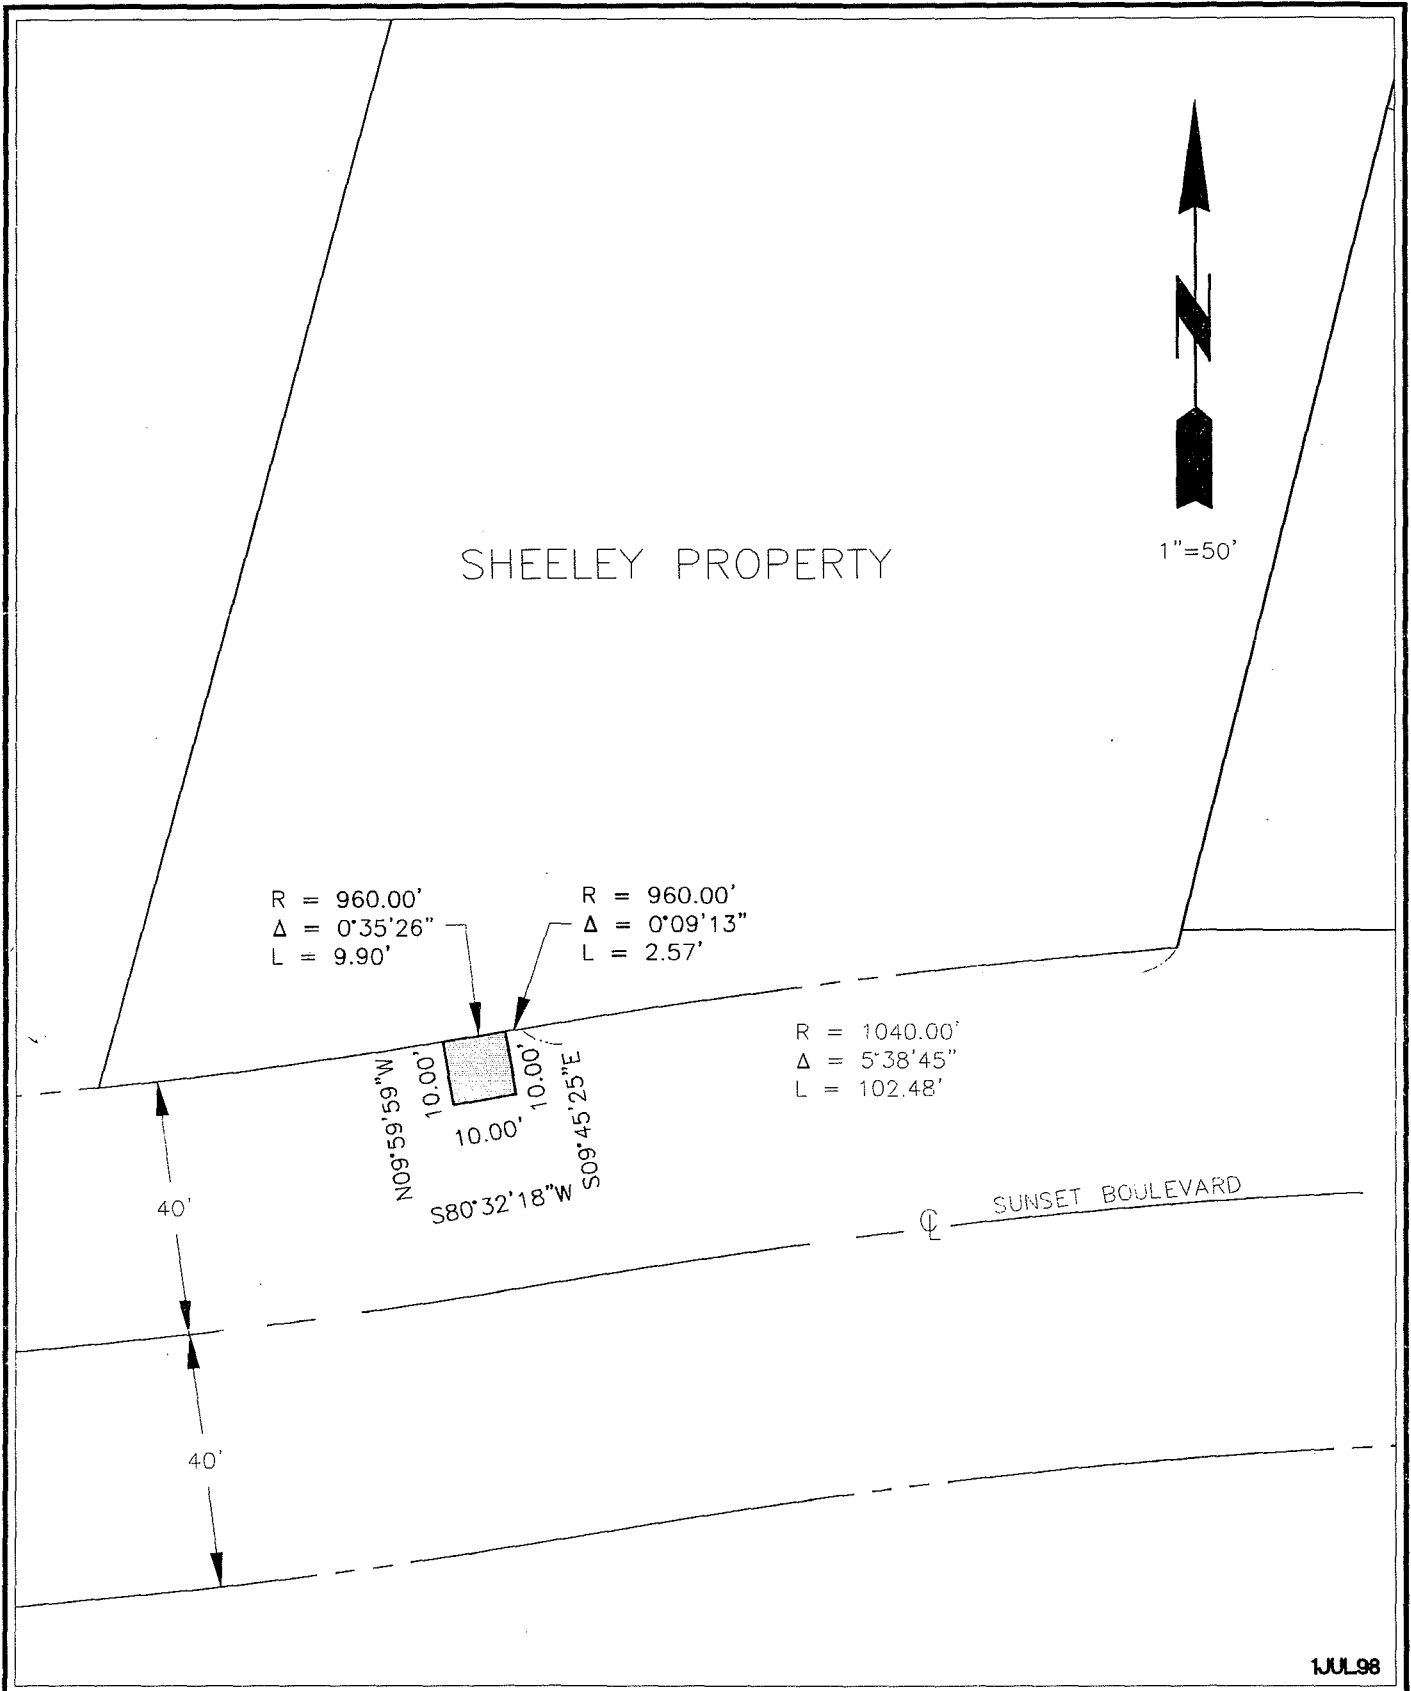 N
1"=50'
SHEELEY PROPERTY
R = 960.00'
Δ = 0°35'26"
L = 9.90'
R = 960.00'
Δ = 0°09'13"
L = 2.57'
R = 1040.00'
Δ = 5°38'45"
L = 102.48'
N09°59'59"W
10.00'
10.00'
10.00'
S09°45'25"E
S80°32'18"W
40'
℄
SUNSET BOULEVARD
40'
1JUL98